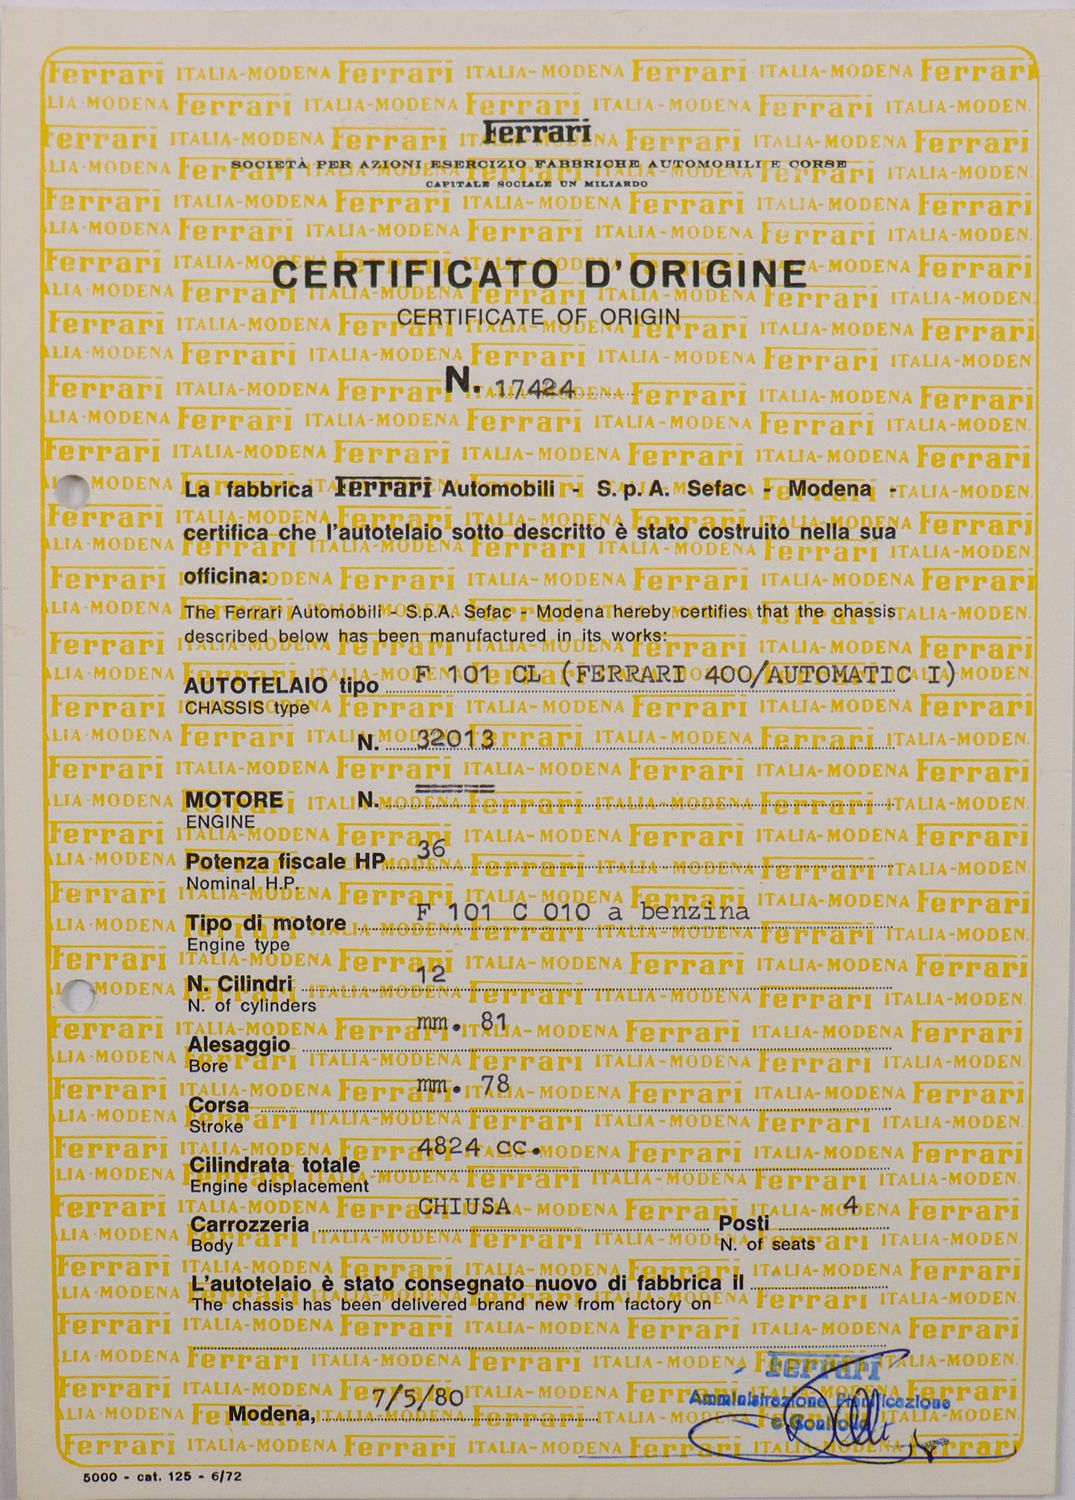 Ferrari
SOCIETÀ PER AZIONI ESERCIZIO FABBRICHE AUTOMOBILI E CORSE
CAPITALE SOCIALE UN MILIARDO
CERTIFICATO D'ORIGINE
CERTIFICATE OF ORIGIN
N. 17424
La fabbrica Ferrari Automobili - S.p.A. Sefac - Modena -
certifica che l'autotelaio sotto descritto è stato costruito nella sua
officina:
The Ferrari Automobili - S.p.A. Sefac - Modena hereby certifies that the chassis
described below has been manufactured in its works:
AUTOTELAIO tipo F 101 CL (FERRARI 400/AUTOMATIC I)
CHASSIS type
N. 32013
MOTORE N. =====
ENGINE
Potenza fiscale HP 36
Nominal H.P.
Tipo di motore F 101 C 010 a benzina
Engine type
N. Cilindri 12
N. of cylinders
Alesaggio mm. 81
Bore
Corsa mm. 78
Stroke
Cilindrata totale 4824 cc.
Engine displacement
Carrozzeria CHIUSA Posti 4
Body N. of seats
L'autotelaio è stato consegnato nuovo di fabbrica il
The chassis has been delivered brand new from factory on
Ferrari
Amministrazione Pianificazione
e Controllo
Modena, 7/5/80
5000 - cat. 125 - 6/72